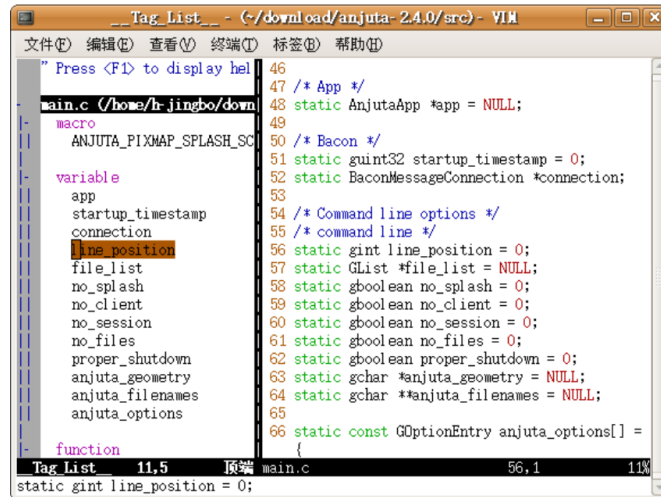 __Tag_List__ - (~/download/anjuta-2.4.0/src) - VIM
文件(F) 编辑(E) 查看(V) 终端(T) 标签(B) 帮助(H)
" Press <F1> to display hel
main.c (/home/h-jingbo/down
macro
ANJUTA_PIXMAP_SPLASH_SC
variable
app
startup_timestamp
connection
line_position
file_list
no_splash
no_client
no_session
no_files
proper_shutdown
anjuta_geometry
anjuta_filenames
anjuta_options
function
__Tag_List__ 11,5 顶端
46
47 /* App */
48 static AnjutaApp *app = NULL;
49
50 /* Bacon */
51 static guint32 startup_timestamp = 0;
52 static BaconMessageConnection *connection;
53
54 /* Command line options */
55 /* command line */
56 static gint line_position = 0;
57 static GList *file_list = NULL;
58 static gboolean no_splash = 0;
59 static gboolean no_client = 0;
60 static gboolean no_session = 0;
61 static gboolean no_files = 0;
62 static gboolean proper_shutdown = 0;
63 static gchar *anjuta_geometry = NULL;
64 static gchar **anjuta_filenames = NULL;
65
66 static const GOptionEntry anjuta_options[] =
{
main.c 56,1 11%
static gint line_position = 0;